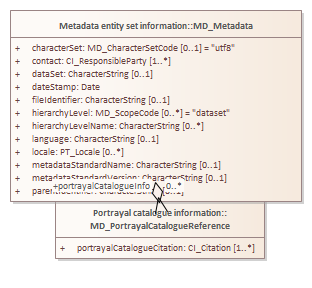 Metadata entity set information::MD_Metadata
+ characterSet: MD_CharacterSetCode [0..1] = "utf8"
+ contact: CI_ResponsibleParty [1..*]
+ dataSet: CharacterString [0..1]
+ dateStamp: Date
+ fileIdentifier: CharacterString [0..1]
+ hierarchyLevel: MD_ScopeCode [0..*] = "dataset"
+ hierarchyLevelName: CharacterString [0..*]
+ language: CharacterString [0..1]
+ locale: PT_Locale [0..*]
+ metadataStandardName: CharacterString [0..1]
+ metadataStandardVersion: CharacterString [0..1]
+portrayalCatalogueInfo 0..*
+ [0..1]
Portrayal catalogue information::
MD_PortrayalCatalogueReference
+ portrayalCatalogueCitation: CI_Citation [1..*]